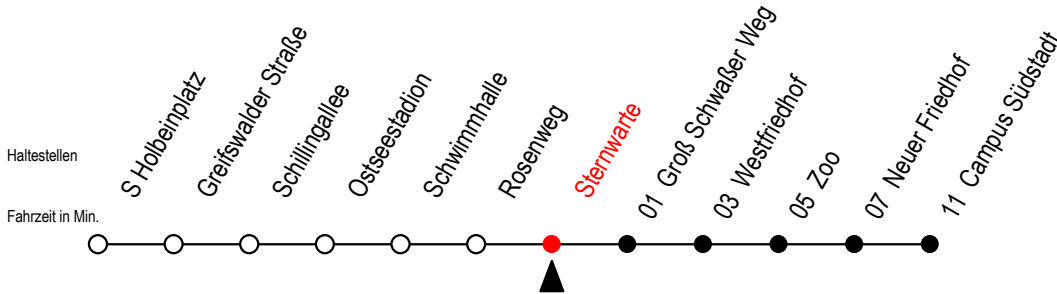 Haltestellen
Fahrzeit in Min.
S Holbeinplatz
Greifswalder Straße
Schillingallee
Ostseestadion
Schwimmhalle
Rosenweg
Sternwarte
01 Groß Schwaßer Weg
03 Westfriedhof
05 Zoo
07 Neuer Friedhof
11 Campus Südstadt